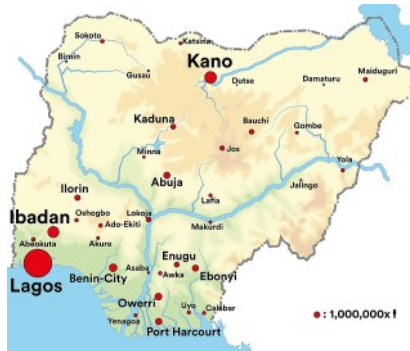 Sokoto
Katsina
Birnin
Gusau
Kano
Dutse
Damaturu
Maiduguri
Kaduna
Bauchi
Gombe
Minna
Jos
Yola
Abuja
Jalingo
Ilorin
Lafia
Oshogbo
Lokoja
Ibadan
Ado-Ekiti
Makurdi
Abeokuta
Akure
Enugu
Lagos
Benin-City
Asaba
Awka
Ebonyi
Owerri
Uyo
Calabar
Yenagoa
Port Harcourt
: 1,000,000x